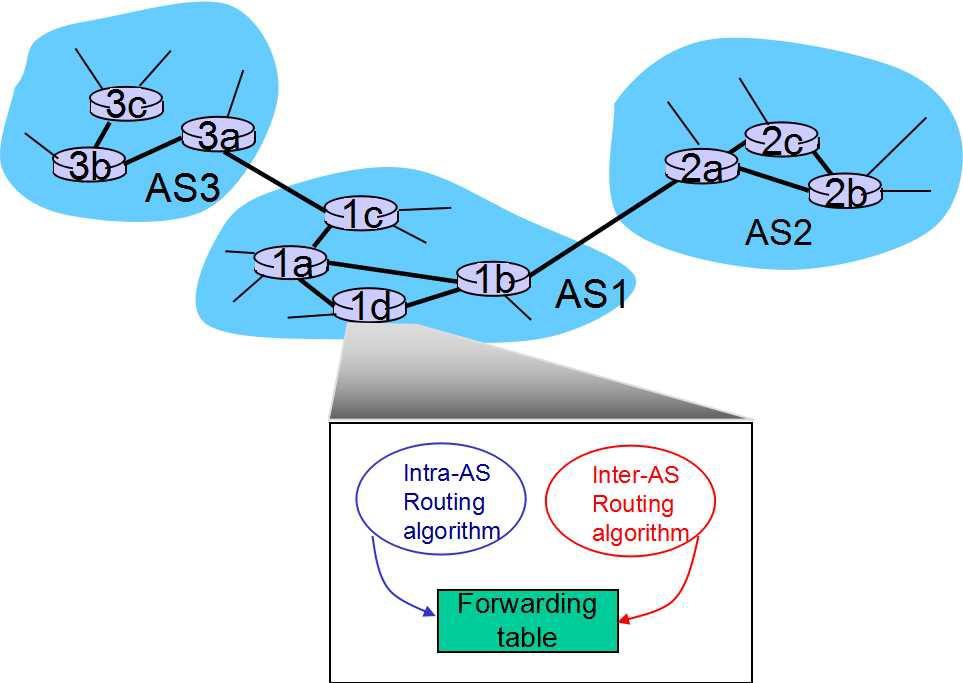 3c
3a
3b
AS3
2c
2a
2b
AS2
1c
1a
1b
1d
AS1
Intra-AS
Routing
algorithm
Inter-AS
Routing
algorithm
Forwarding
table